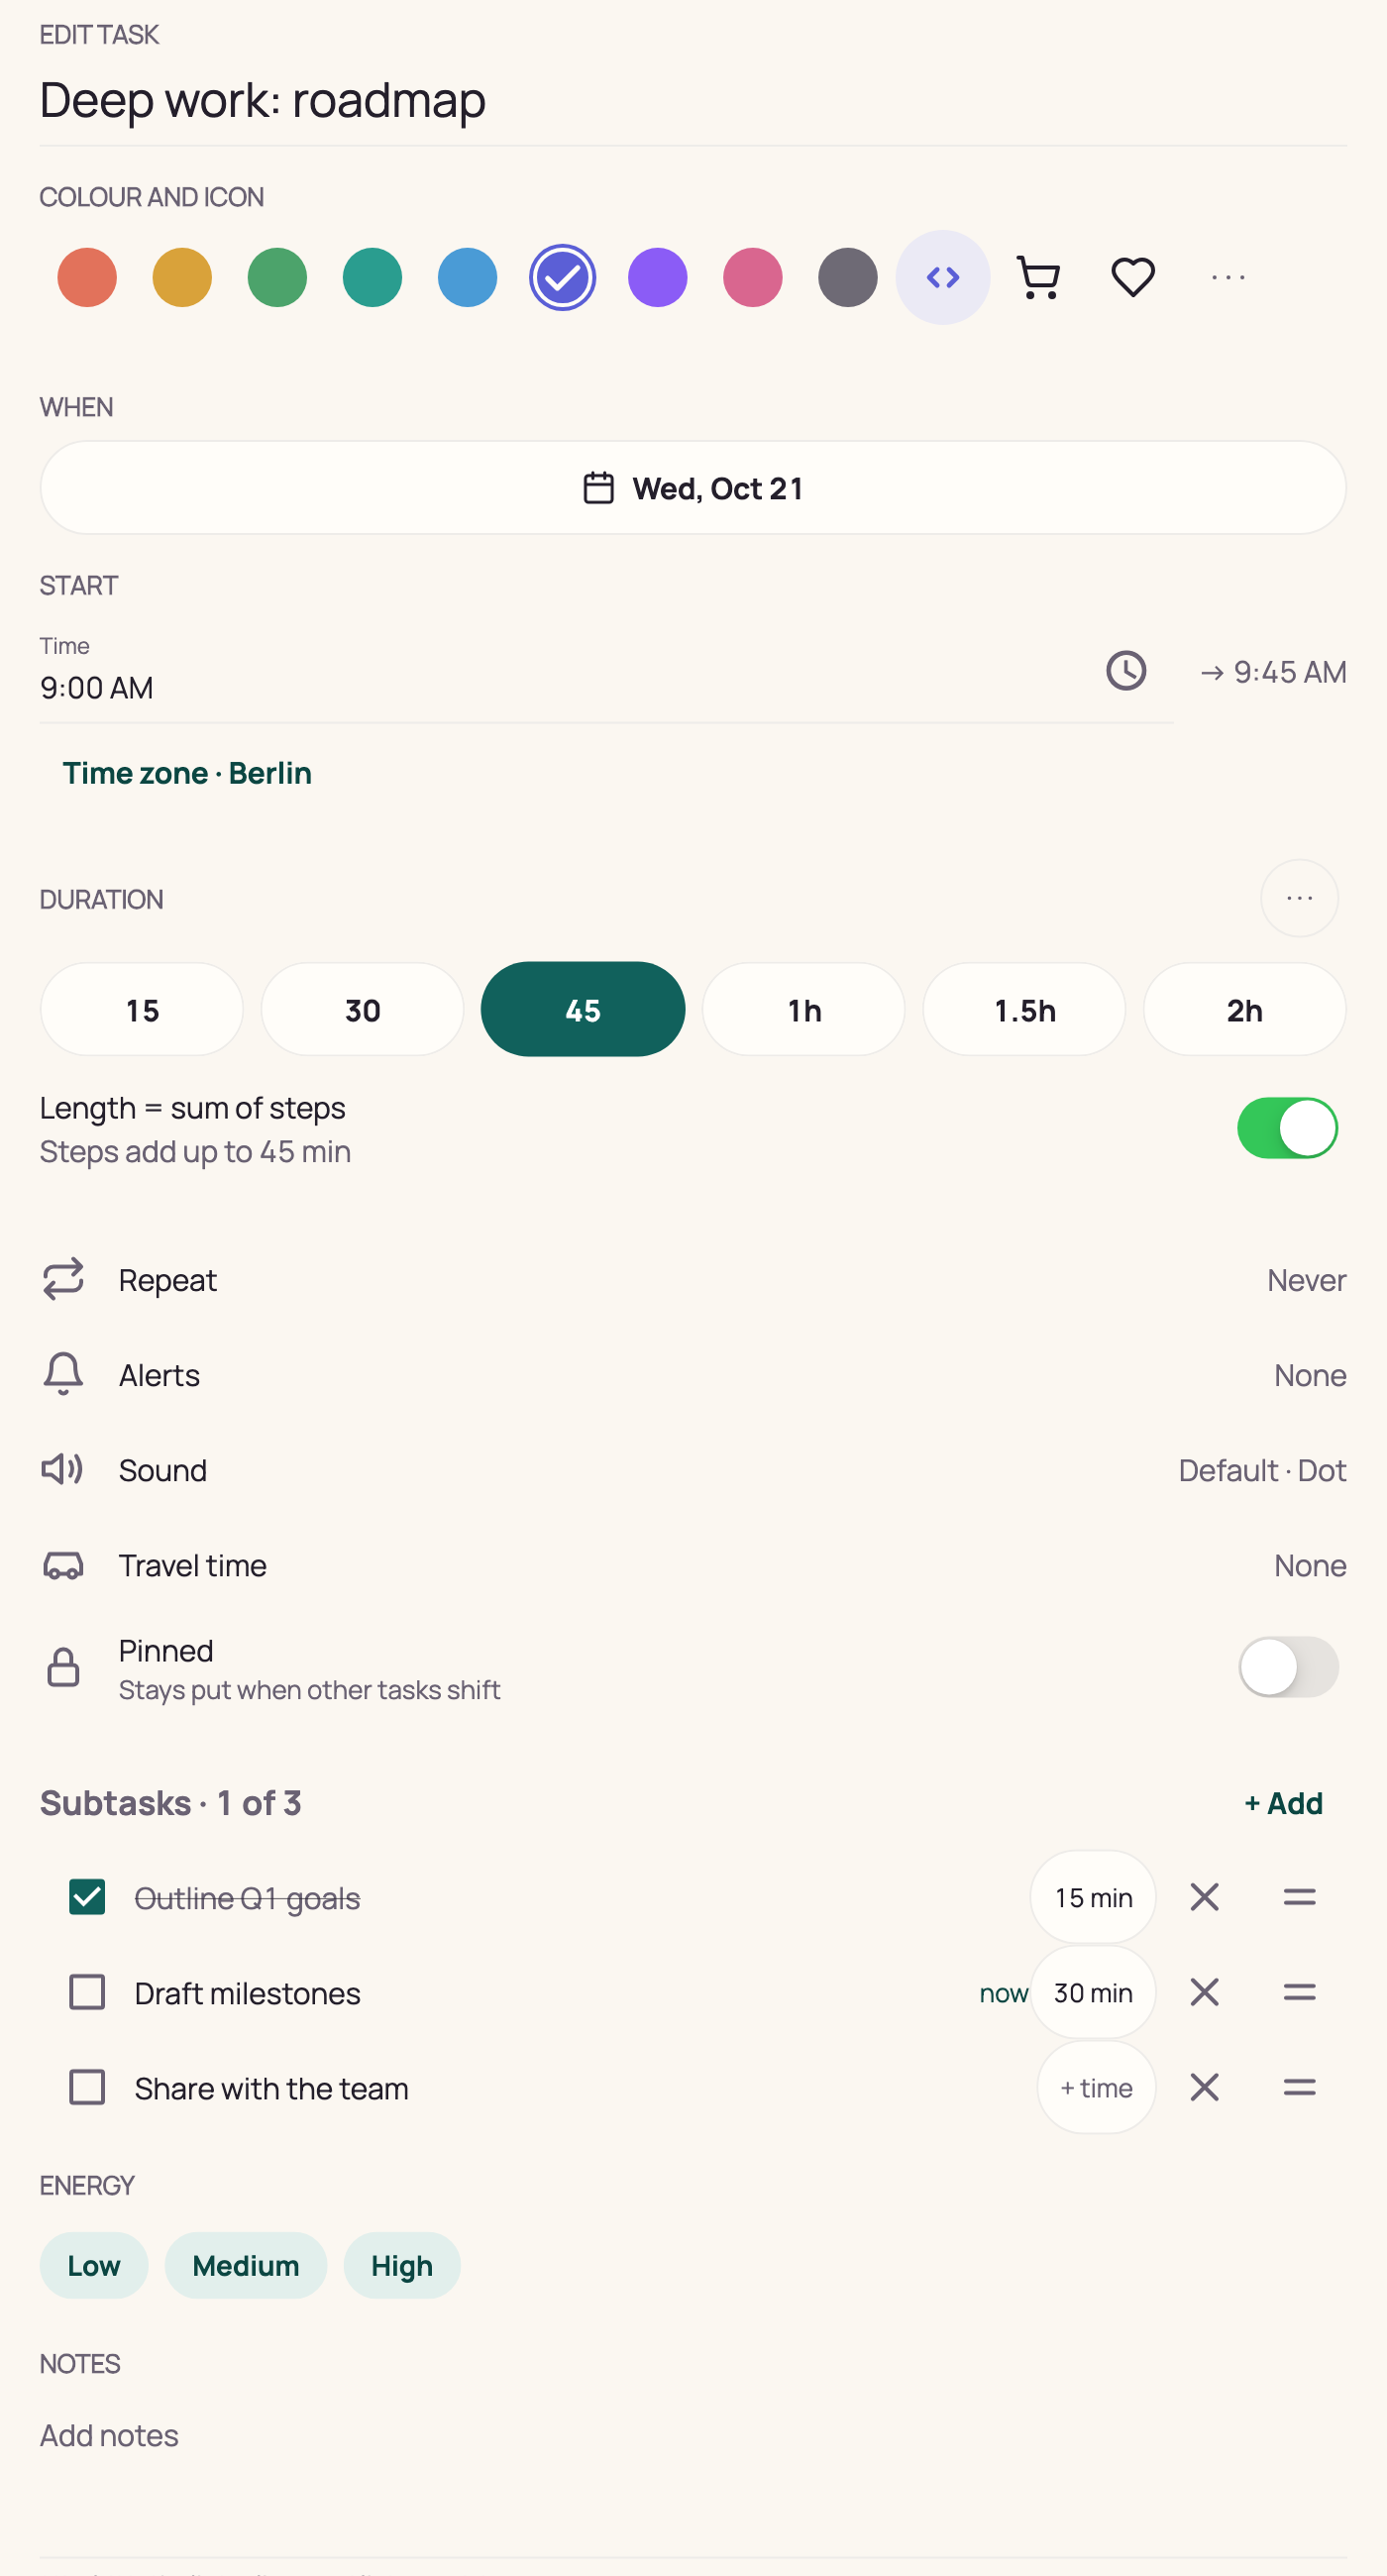 EDIT TASK
Deep work: roadmap
COLOUR AND ICON
WHEN
Wed, Oct 21
START
Time
9:00 AM
→ 9:45 AM
Time zone · Berlin
DURATION
15 30 45 1h 1.5h 2h
Length = sum of steps
Steps add up to 45 min
Repeat Never
Alerts None
Sound Default · Dot
Travel time None
Pinned
Stays put when other tasks shift
Subtasks · 1 of 3 + Add
Outline Q1 goals 15 min
Draft milestones now 30 min
Share with the team + time
ENERGY
Low Medium High
NOTES
Add notes